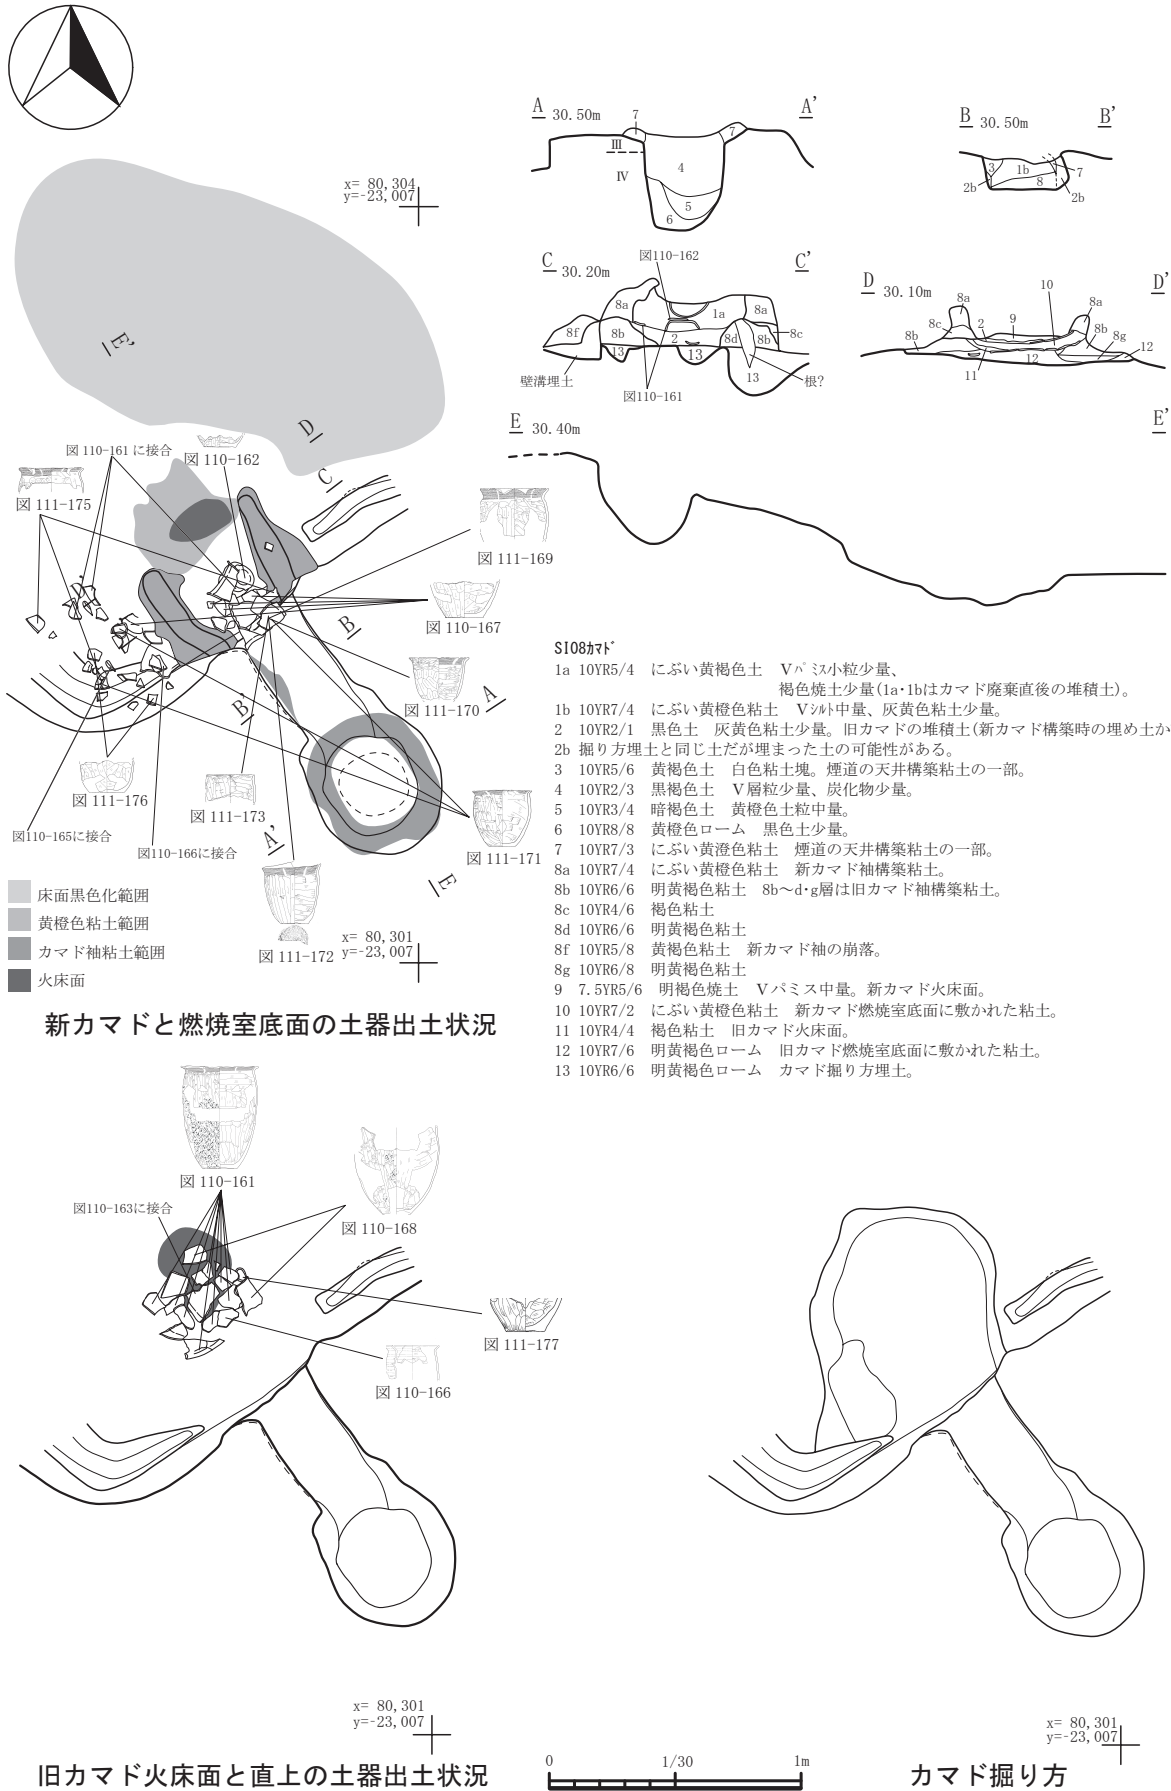 x= 80,304
y=-23,007
A 30.50m A'
7
7
Ⅲ
Ⅳ
4
5
6
B 30.50m B'
3
1b
7
2b
8
2b
C 30.20m C'
図110-162
8a
1a
8a
8f
8b
2
8d
8b
8c
13
13
13
壁溝埋土
図110-161
根?
D 30.10m D'
10
8a
8a
9
2
8c
8b
8b
8g
12
12
11
E 30.40m E'
E'
D
C
図 110-161 に接合
図 110-162
図 111-175
図 111-169
図 110-167
B
図 111-170
A
B'
図 111-176
図 111-173
図110-165に接合
図110-166に接合
A'
図 111-171
E
図 111-172
x= 80,301
y=-23,007
床面黒色化範囲
黄橙色粘土範囲
カマド袖粘土範囲
火床面
新カマドと燃焼室底面の土器出土状況
SI08ｶﾏﾄﾞ
1a 10YR5/4 にぶい黄褐色土 Ⅴﾊﾟﾐｽ小粒少量、
褐色焼土少量(1a・1bはカマド廃棄直後の堆積土)。
1b 10YR7/4 にぶい黄橙色粘土 Ⅴｼﾙﾄ中量、灰黄色粘土少量。
2 10YR2/1 黒色土 灰黄色粘土少量。旧カマドの堆積土(新カマド構築時の埋め土か
2b 掘り方埋土と同じ土だが埋まった土の可能性がある。
3 10YR5/6 黄褐色土 白色粘土塊。煙道の天井構築粘土の一部。
4 10YR2/3 黒褐色土 Ⅴ層粒少量、炭化物少量。
5 10YR3/4 暗褐色土 黄橙色土粒中量。
6 10YR8/8 黄橙色ローム 黒色土少量。
7 10YR7/3 にぶい黄澄色粘土 煙道の天井構築粘土の一部。
8a 10YR7/4 にぶい黄橙色粘土 新カマド袖構築粘土。
8b 10YR6/6 明黄褐色粘土 8b～d・g層は旧カマド袖構築粘土。
8c 10YR4/6 褐色粘土
8d 10YR6/6 明黄褐色粘土
8f 10YR5/8 黄褐色粘土 新カマド袖の崩落。
8g 10YR6/8 明黄褐色粘土
9 7.5YR5/6 明褐色焼土 Ⅴパミス中量。新カマド火床面。
10 10YR7/2 にぶい黄橙色粘土 新カマド燃焼室底面に敷かれた粘土。
11 10YR4/4 褐色粘土 旧カマド火床面。
12 10YR7/6 明黄褐色ローム 旧カマド燃焼室底面に敷かれた粘土。
13 10YR6/6 明黄褐色ローム カマド掘り方埋土。
図 110-161
図110-163に接合
図 110-168
図 111-177
図 110-166
x= 80,301
y=-23,007
旧カマド火床面と直上の土器出土状況
0 1/30 1m
x= 80,301
y=-23,007
カマド掘り方